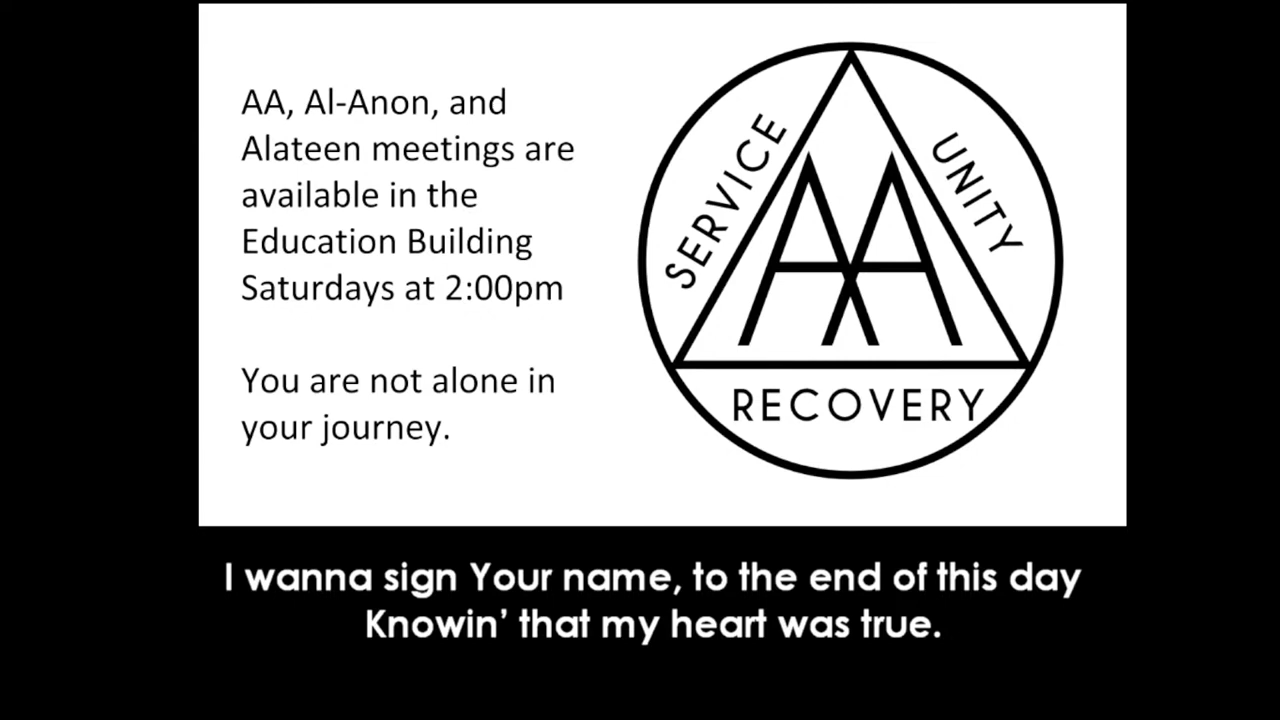 AA, Al-Anon, and
Alateen meetings are
available in the
Education Building
Saturdays at 2:00pm
You are not alone in
your journey.
SERVICE
UNITY
AA
RECOVERY
I wanna sign Your name, to the end of this day
Knowin’ that my heart was true.